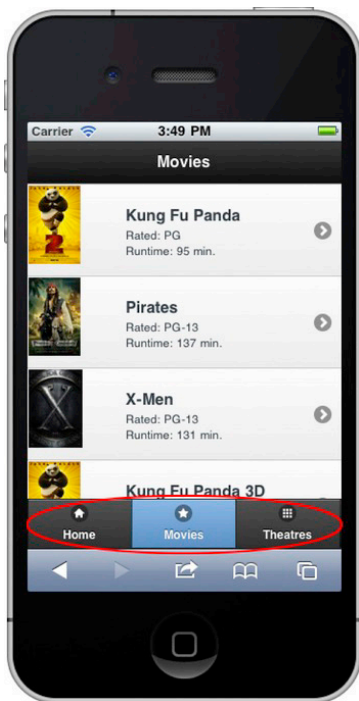 Carrier
3:49 PM
Movies
2
Kung Fu Panda
Rated: PG
Runtime: 95 min.
Pirates
Rated: PG-13
Runtime: 137 min.
X-Men
Rated: PG-13
Runtime: 131 min.
Kung Fu Panda 3D
Home
Movies
Theatres